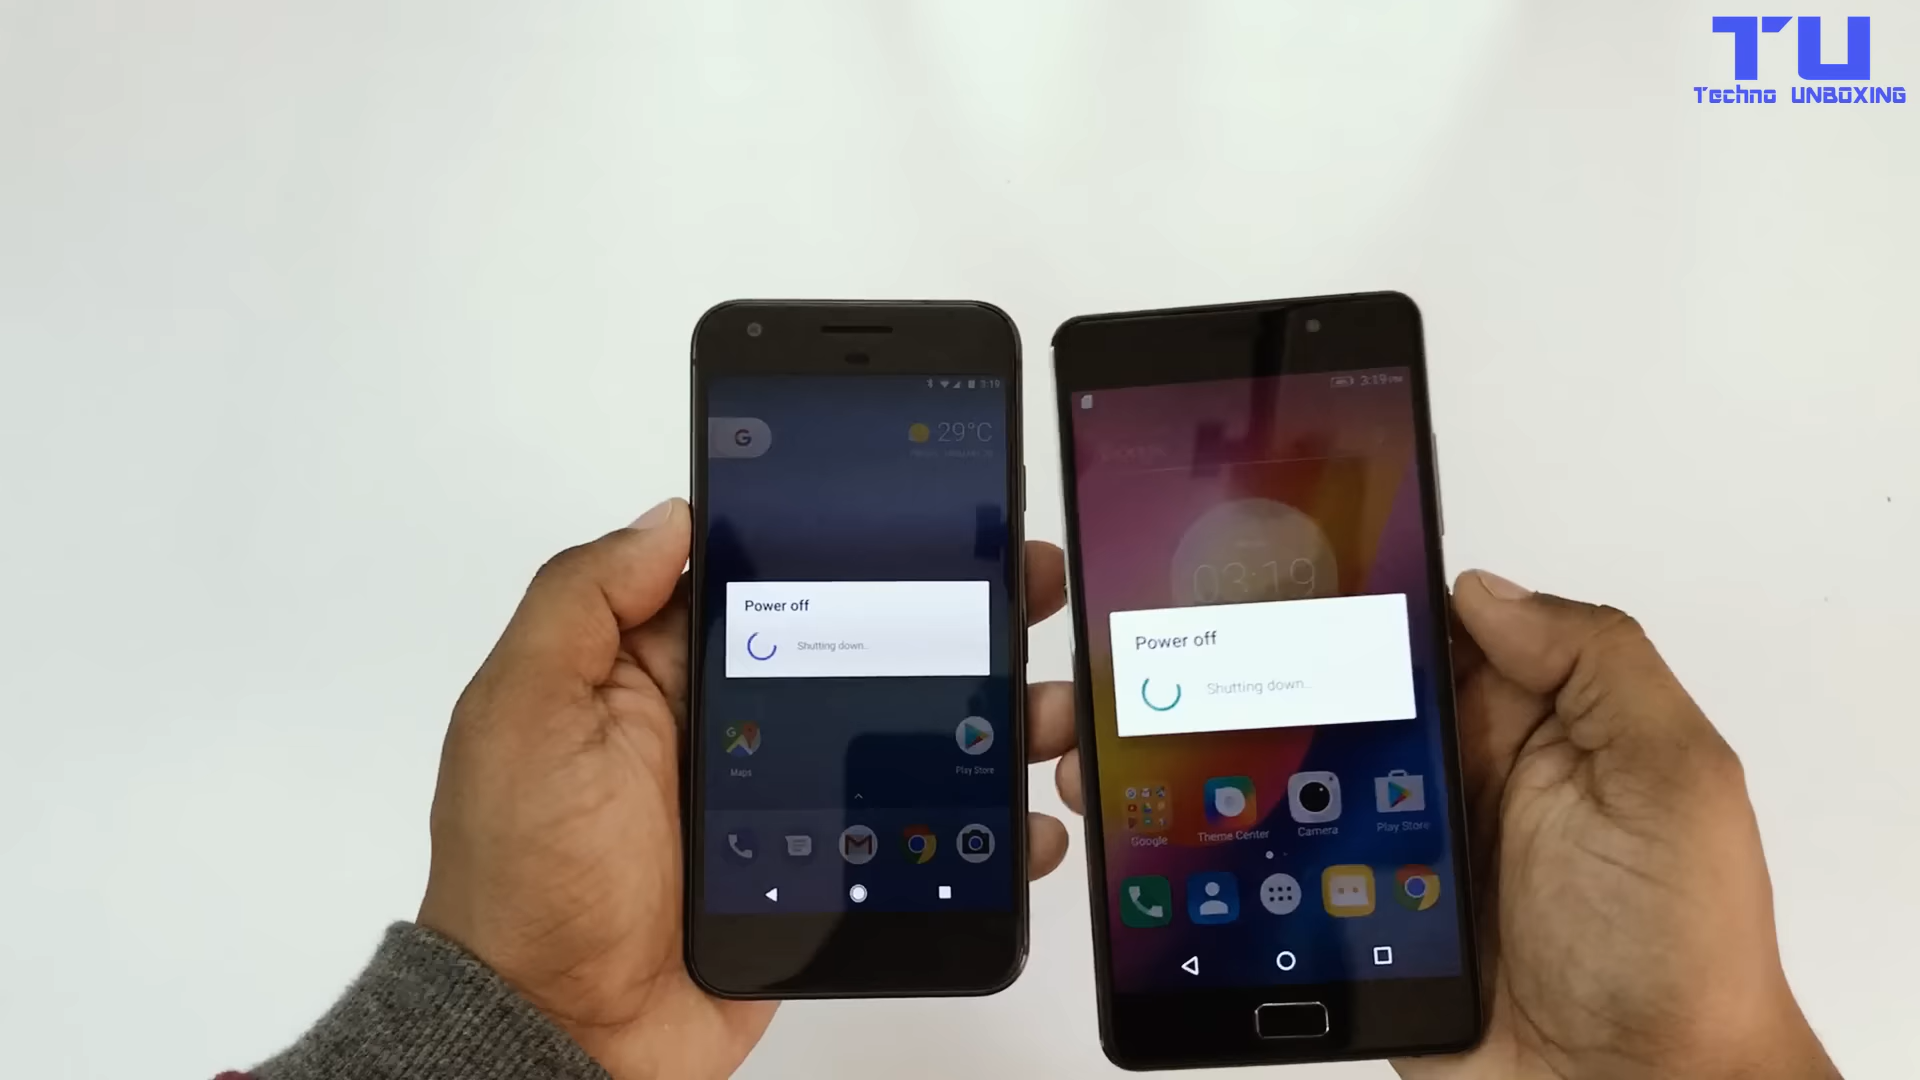 TU
Techno UNBOXING
3:19
G
29°C
Power off
Shutting down..
Maps
Play Store
3:19 PM
03:19
Power off
Shutting down...
Google
Theme Center
Camera
Play Store